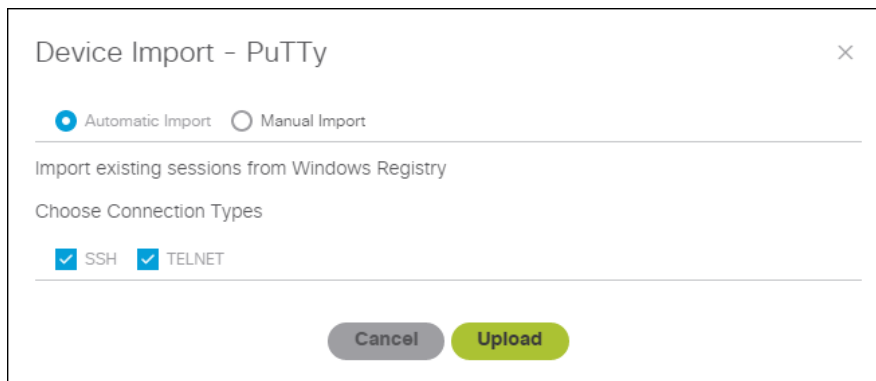 Device Import - PuTTy
Automatic Import Manual Import
Import existing sessions from Windows Registry
Choose Connection Types
SSH TELNET
Cancel Upload